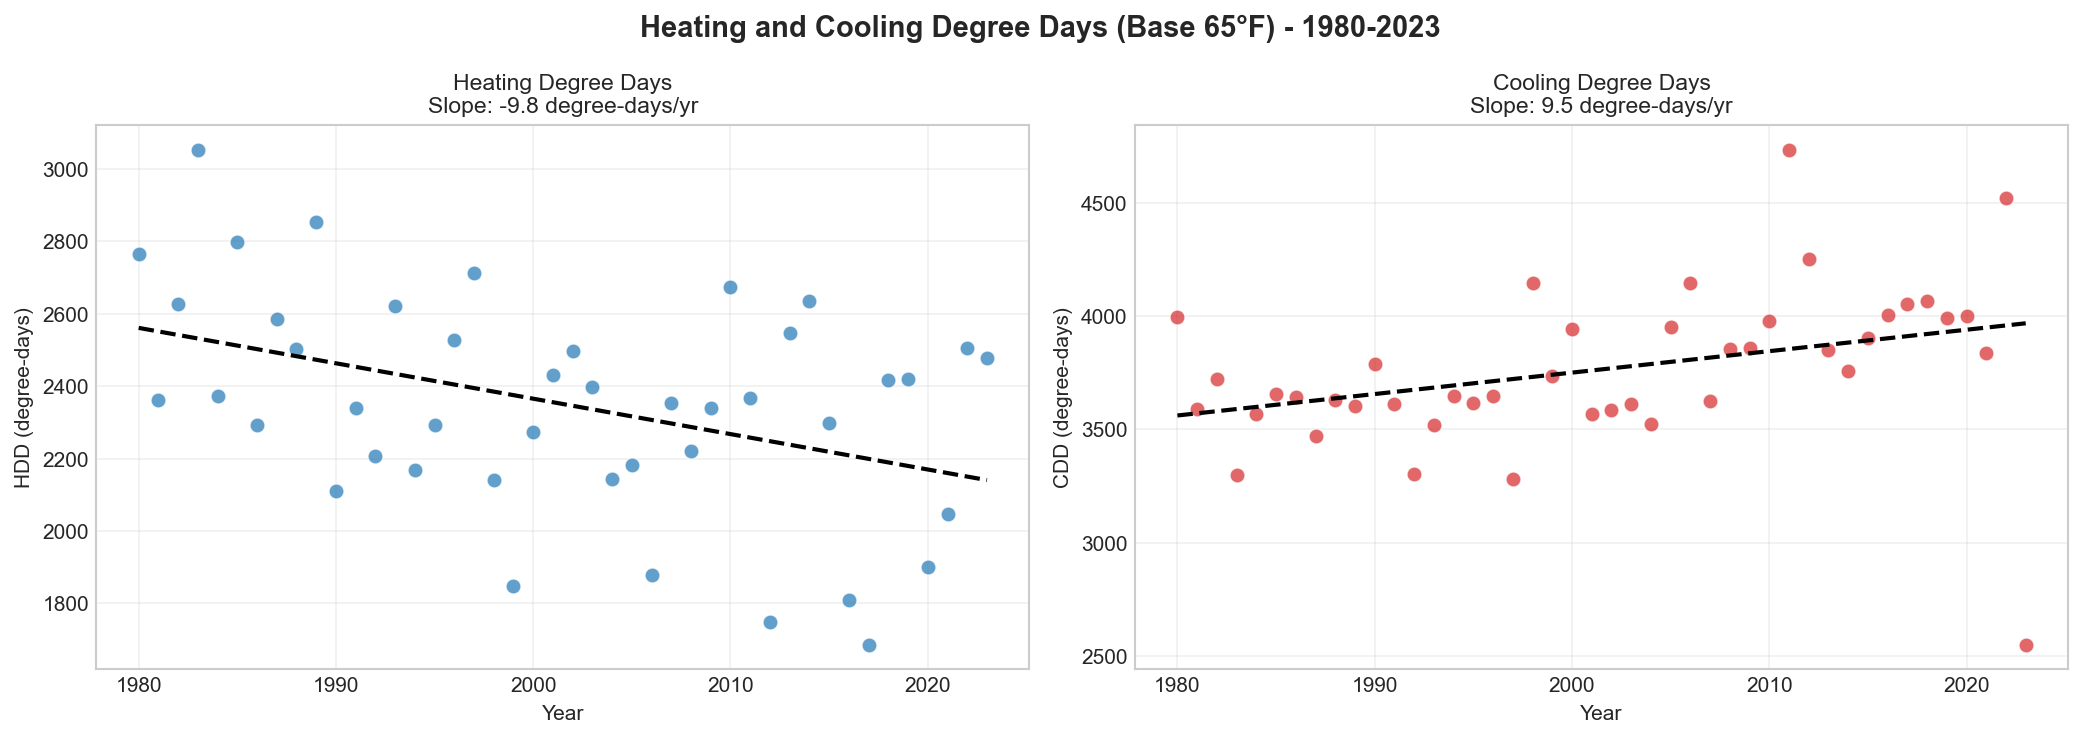 Heating and Cooling Degree Days (Base 65°F) - 1980-2023
Heating Degree Days
Slope: -9.8 degree-days/yr
HDD (degree-days)
3000
2800
2600
2400
2200
2000
1800
1980
1990
2000
2010
2020
Year
Cooling Degree Days
Slope: 9.5 degree-days/yr
CDD (degree-days)
4500
4000
3500
3000
2500
1980
1990
2000
2010
2020
Year